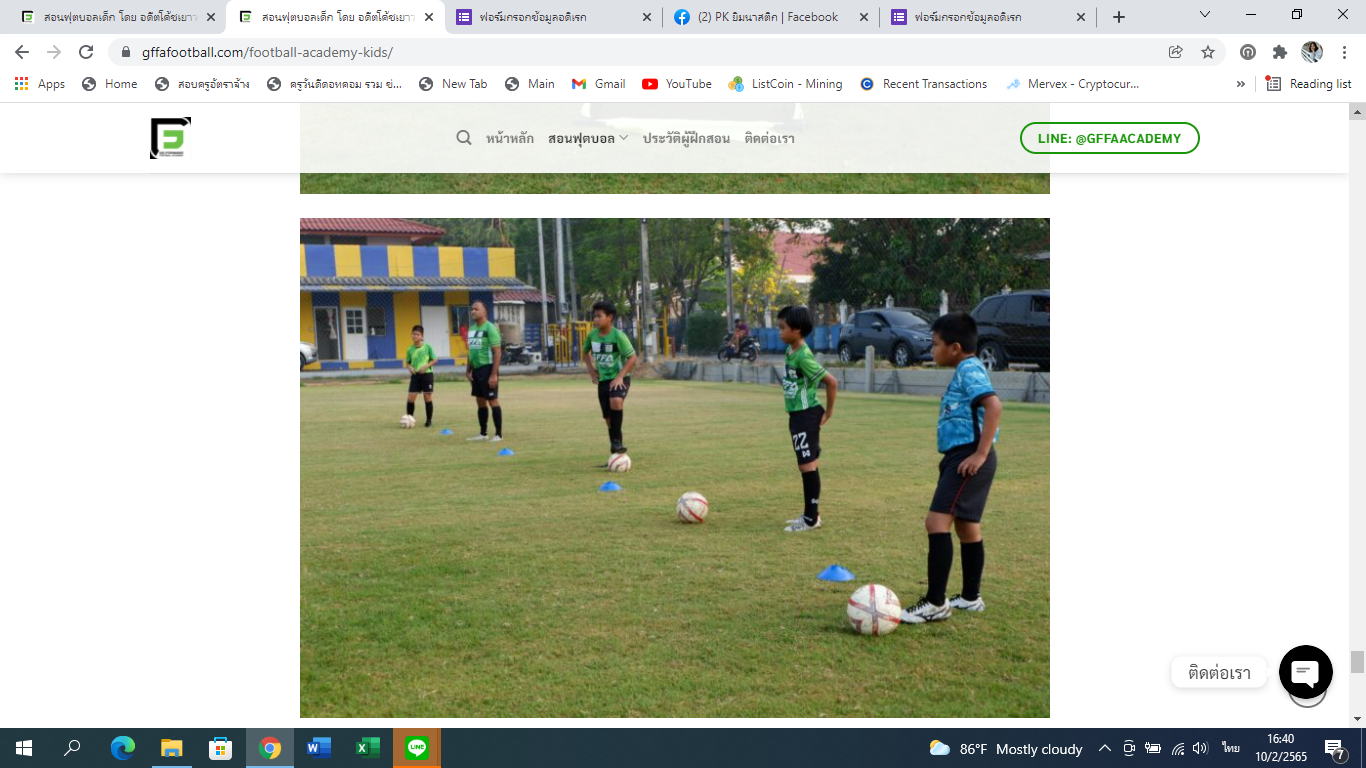 สอนฟุตบอลเด็ก โดย อดีตโค้ชเยาว
สอนฟุตบอลเด็ก โดย อดีตโค้ชเยาว
ฟอร์มกรอกข้อมูลอดิเรก
(2) PK ยิมนาสติก | Facebook
ฟอร์มกรอกข้อมูลอดิเรก
gffafootball.com/football-academy-kids/
Apps Home สอบครูอัตราจ้าง ครูวันดีดอทคอม รวม ข่... New Tab Main Gmail YouTube ListCoin - Mining Recent Transactions Mervex - Cryptocur... » Reading list
หน้าหลัก สอนฟุตบอล ประวัติผู้ฝึกสอน ติดต่อเรา LINE: @GFFAACADEMY
GFFA
22
ติดต่อเรา
LINE
86°F Mostly cloudy ไทย
16:40
10/2/2565
7